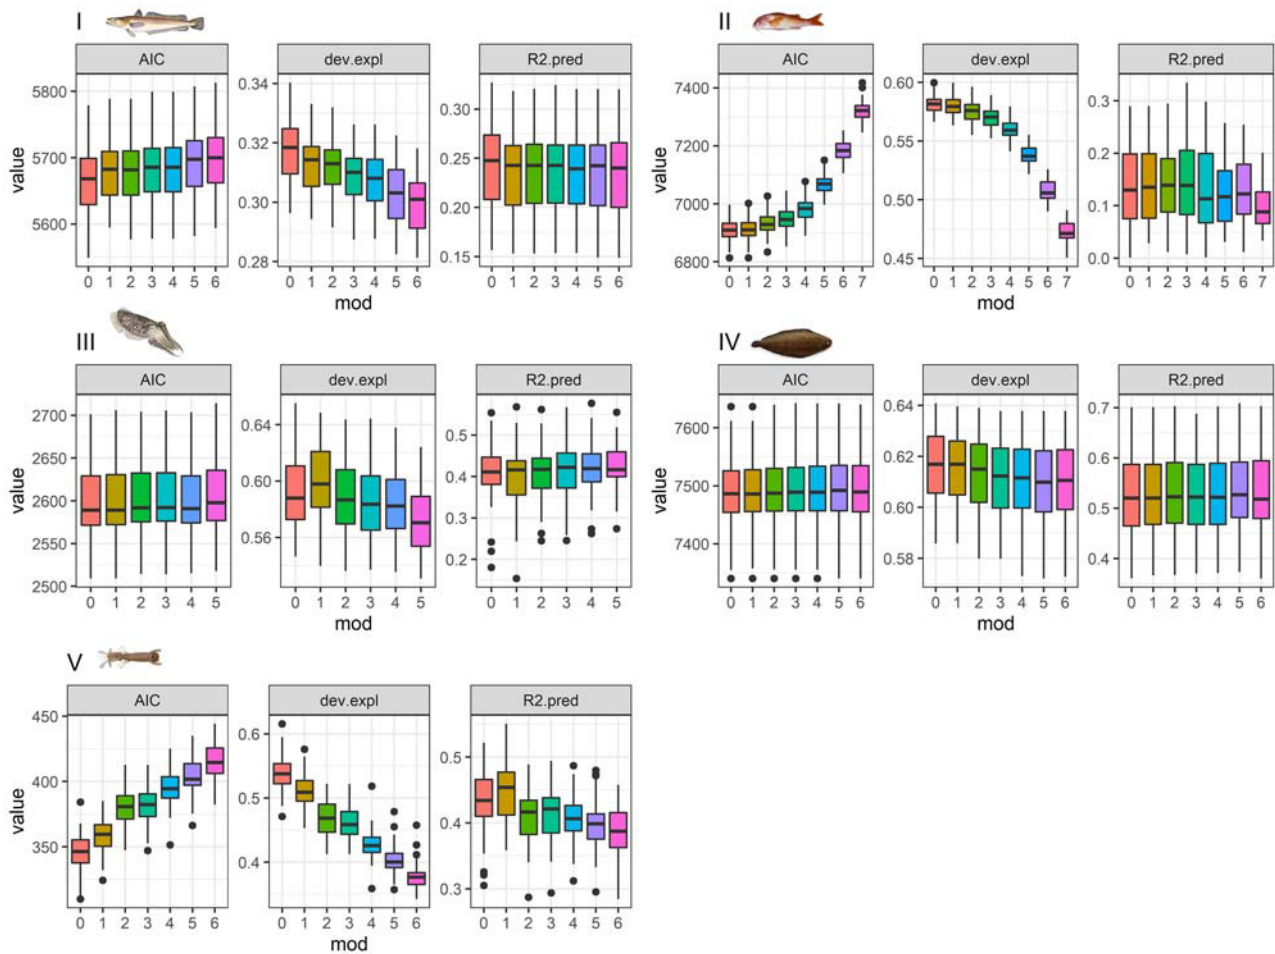 I
II
AIC
dev.expl
R2.pred
AIC
dev.expl
R2.pred
value
5800
5700
5600
0.34
0.32
0.30
0.28
0.30
0.25
0.20
0.15
value
7400
7200
7000
6800
0.60
0.55
0.50
0.45
0.3
0.2
0.1
0.0
0 1 2 3 4 5 6
0 1 2 3 4 5 6
0 1 2 3 4 5 6
0 1 2 3 4 5 6 7
0 1 2 3 4 5 6 7
0 1 2 3 4 5 6 7
mod
mod
III
IV
AIC
dev.expl
R2.pred
AIC
dev.expl
R2.pred
value
2700
2650
2600
2550
2500
0.64
0.60
0.56
0.5
0.4
0.3
0.2
value
7600
7500
7400
0.64
0.62
0.60
0.58
0.7
0.6
0.5
0.4
0 1 2 3 4 5
0 1 2 3 4 5
0 1 2 3 4 5
0 1 2 3 4 5 6
0 1 2 3 4 5 6
0 1 2 3 4 5 6
mod
mod
V
AIC
dev.expl
R2.pred
value
450
400
350
0.6
0.5
0.4
0.5
0.4
0.3
0 1 2 3 4 5 6
0 1 2 3 4 5 6
0 1 2 3 4 5 6
mod